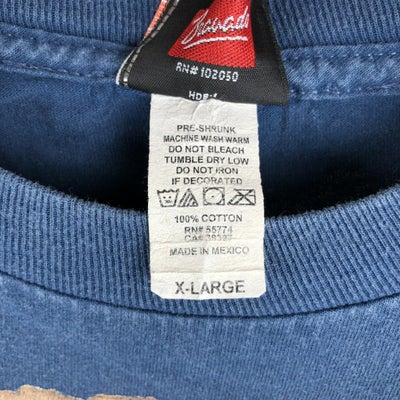 RN# 102050
PRE-SHRUNK
MACHINE WASH WARM
DO NOT BLEACH
TUMBLE DRY LOW
DO NOT IRON
IF DECORATED
100% COTTON
RN# 55774
MADE IN MEXICO
X-LARGE